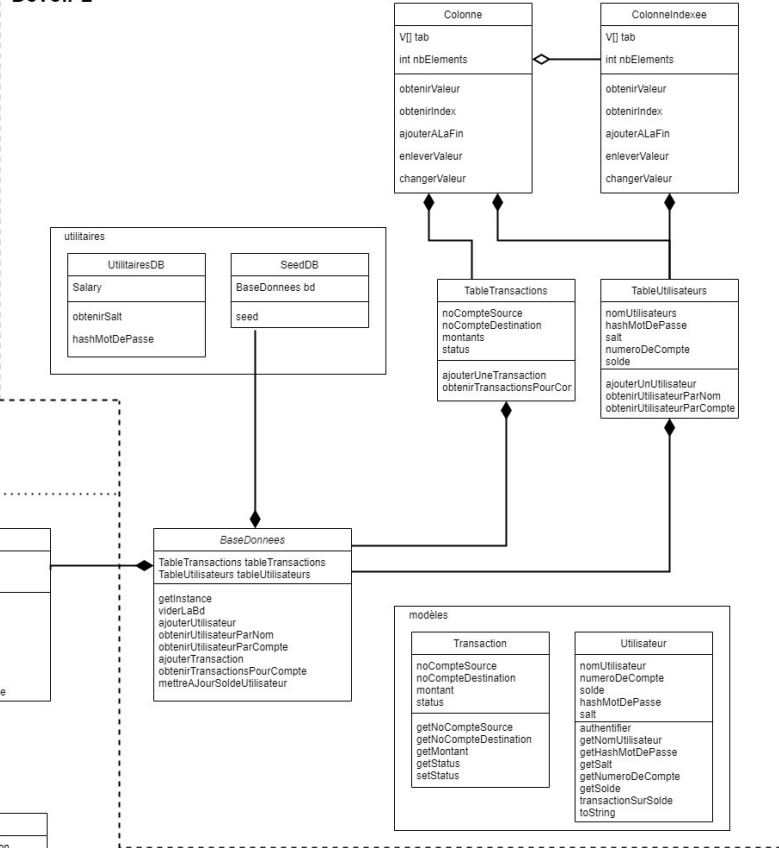 Colonne
V[] tab
int nbElements
obtenirValeur
obtenirIndex
ajouterALaFin
enleverValeur
changerValeur
ColonneIndexee
V[] tab
int nbElements
obtenirValeur
obtenirIndex
ajouterALaFin
enleverValeur
changerValeur
utilitaires
UtilitairesDB
Salary
obtenirSalt
hashMotDePasse
SeedDB
BaseDonnees bd
seed
TableTransactions
noCompteSource
noCompteDestination
montants
status
ajouterUneTransaction
obtenirTransactionsPourCor
TableUtilisateurs
nomUtilisateurs
hashMotDePasse
salt
numeroDeCompte
solde
ajouterUnUtilisateur
obtenirUtilisateurParNom
obtenirUtilisateurParCompte
BaseDonnees
TableTransactions tableTransactions
TableUtilisateurs tableUtilisateurs
getInstance
viderLaBd
ajouterUtilisateur
obtenirUtilisateurParNom
obtenirUtilisateurParCompte
ajouterTransaction
obtenirTransactionsPourCompte
mettreAJourSoldeUtilisateur
modèles
Transaction
noCompteSource
noCompteDestination
montant
status
getNoCompteSource
getNoCompteDestination
getMontant
getStatus
setStatus
Utilisateur
nomUtilisateur
numeroDeCompte
solde
hashMotDePasse
salt
authentifier
getNomUtilisateur
getHashMotDePasse
getSalt
getNumeroDeCompte
getSolde
transactionSurSolde
toString